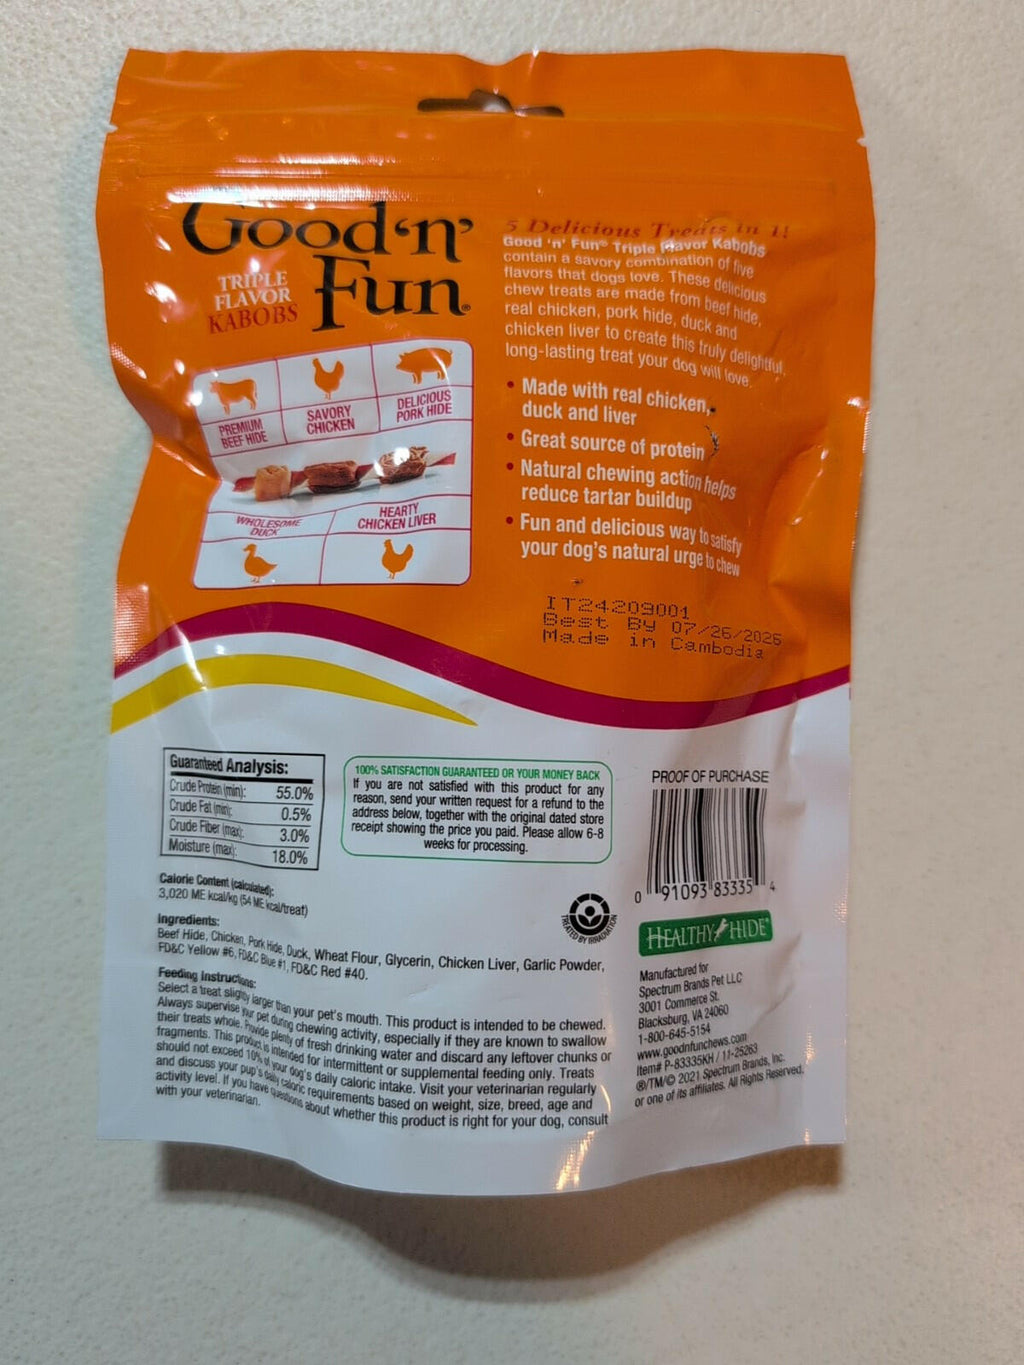 Good‘n’
Fun®
TRIPLE
FLAVOR
KABOBS
PREMIUM
BEEF HIDE
SAVORY
CHICKEN
DELICIOUS
PORK HIDE
WHOLESOME
DUCK
HEARTY
CHICKEN LIVER
5 Delicious Treats in 1!
Good 'n' Fun® Triple Flavor Kabobs
contain a savory combination of five
flavors that dogs love. These delicious
chew treats are made from beef hide,
real chicken, pork hide, duck and
chicken liver to create this truly delightful,
long-lasting treat your dog will love.
• Made with real chicken,
duck and liver
• Great source of protein
• Natural chewing action helps
reduce tartar buildup
• Fun and delicious way to satisfy
your dog's natural urge to chew
IT24209001
Best By 07/26/2026
Made in Cambodia
Guaranteed Analysis:
Crude Protein (min): 55.0%
Crude Fat (min): 0.5%
Crude Fiber (max): 3.0%
Moisture (max): 18.0%
Calorie Content (calculated):
3,020 ME kcal/kg (54 ME kcal/treat)
100% SATISFACTION GUARANTEED OR YOUR MONEY BACK
If you are not satisfied with this product for any
reason, send your written request for a refund to the
address below, together with the original dated store
receipt showing the price you paid. Please allow 6-8
weeks for processing.
TREATED BY IRRADIATION
Ingredients:
Beef Hide, Chicken, Pork Hide, Duck, Wheat Flour, Glycerin, Chicken Liver, Garlic Powder,
FD&C Yellow #6, FD&C Blue #1, FD&C Red #40.
Feeding Instructions:
Select a treat slightly larger than your pet's mouth. This product is intended to be chewed.
Always supervise your pet during chewing activity, especially if they are known to swallow
their treats whole. Provide plenty of fresh drinking water and discard any leftover chunks or
fragments. This product is intended for intermittent or supplemental feeding only. Treats
should not exceed 10% of your dog's daily caloric intake. Visit your veterinarian regularly
and discuss your pup's daily caloric requirements based on weight, size, breed, age and
activity level. If you have questions about whether this product is right for your dog, consult
with your veterinarian.
PROOF OF PURCHASE
0 91093 83335 4
HEALTHY HIDE®
Manufactured for
Spectrum Brands Pet LLC
3001 Commerce St.
Blacksburg, VA 24060
1-800-645-5154
www.goodnfunchews.com
Item# P-83335KH / 11-25263
®/TM/© 2021 Spectrum Brands, Inc.
or one of its affiliates. All Rights Reserved.